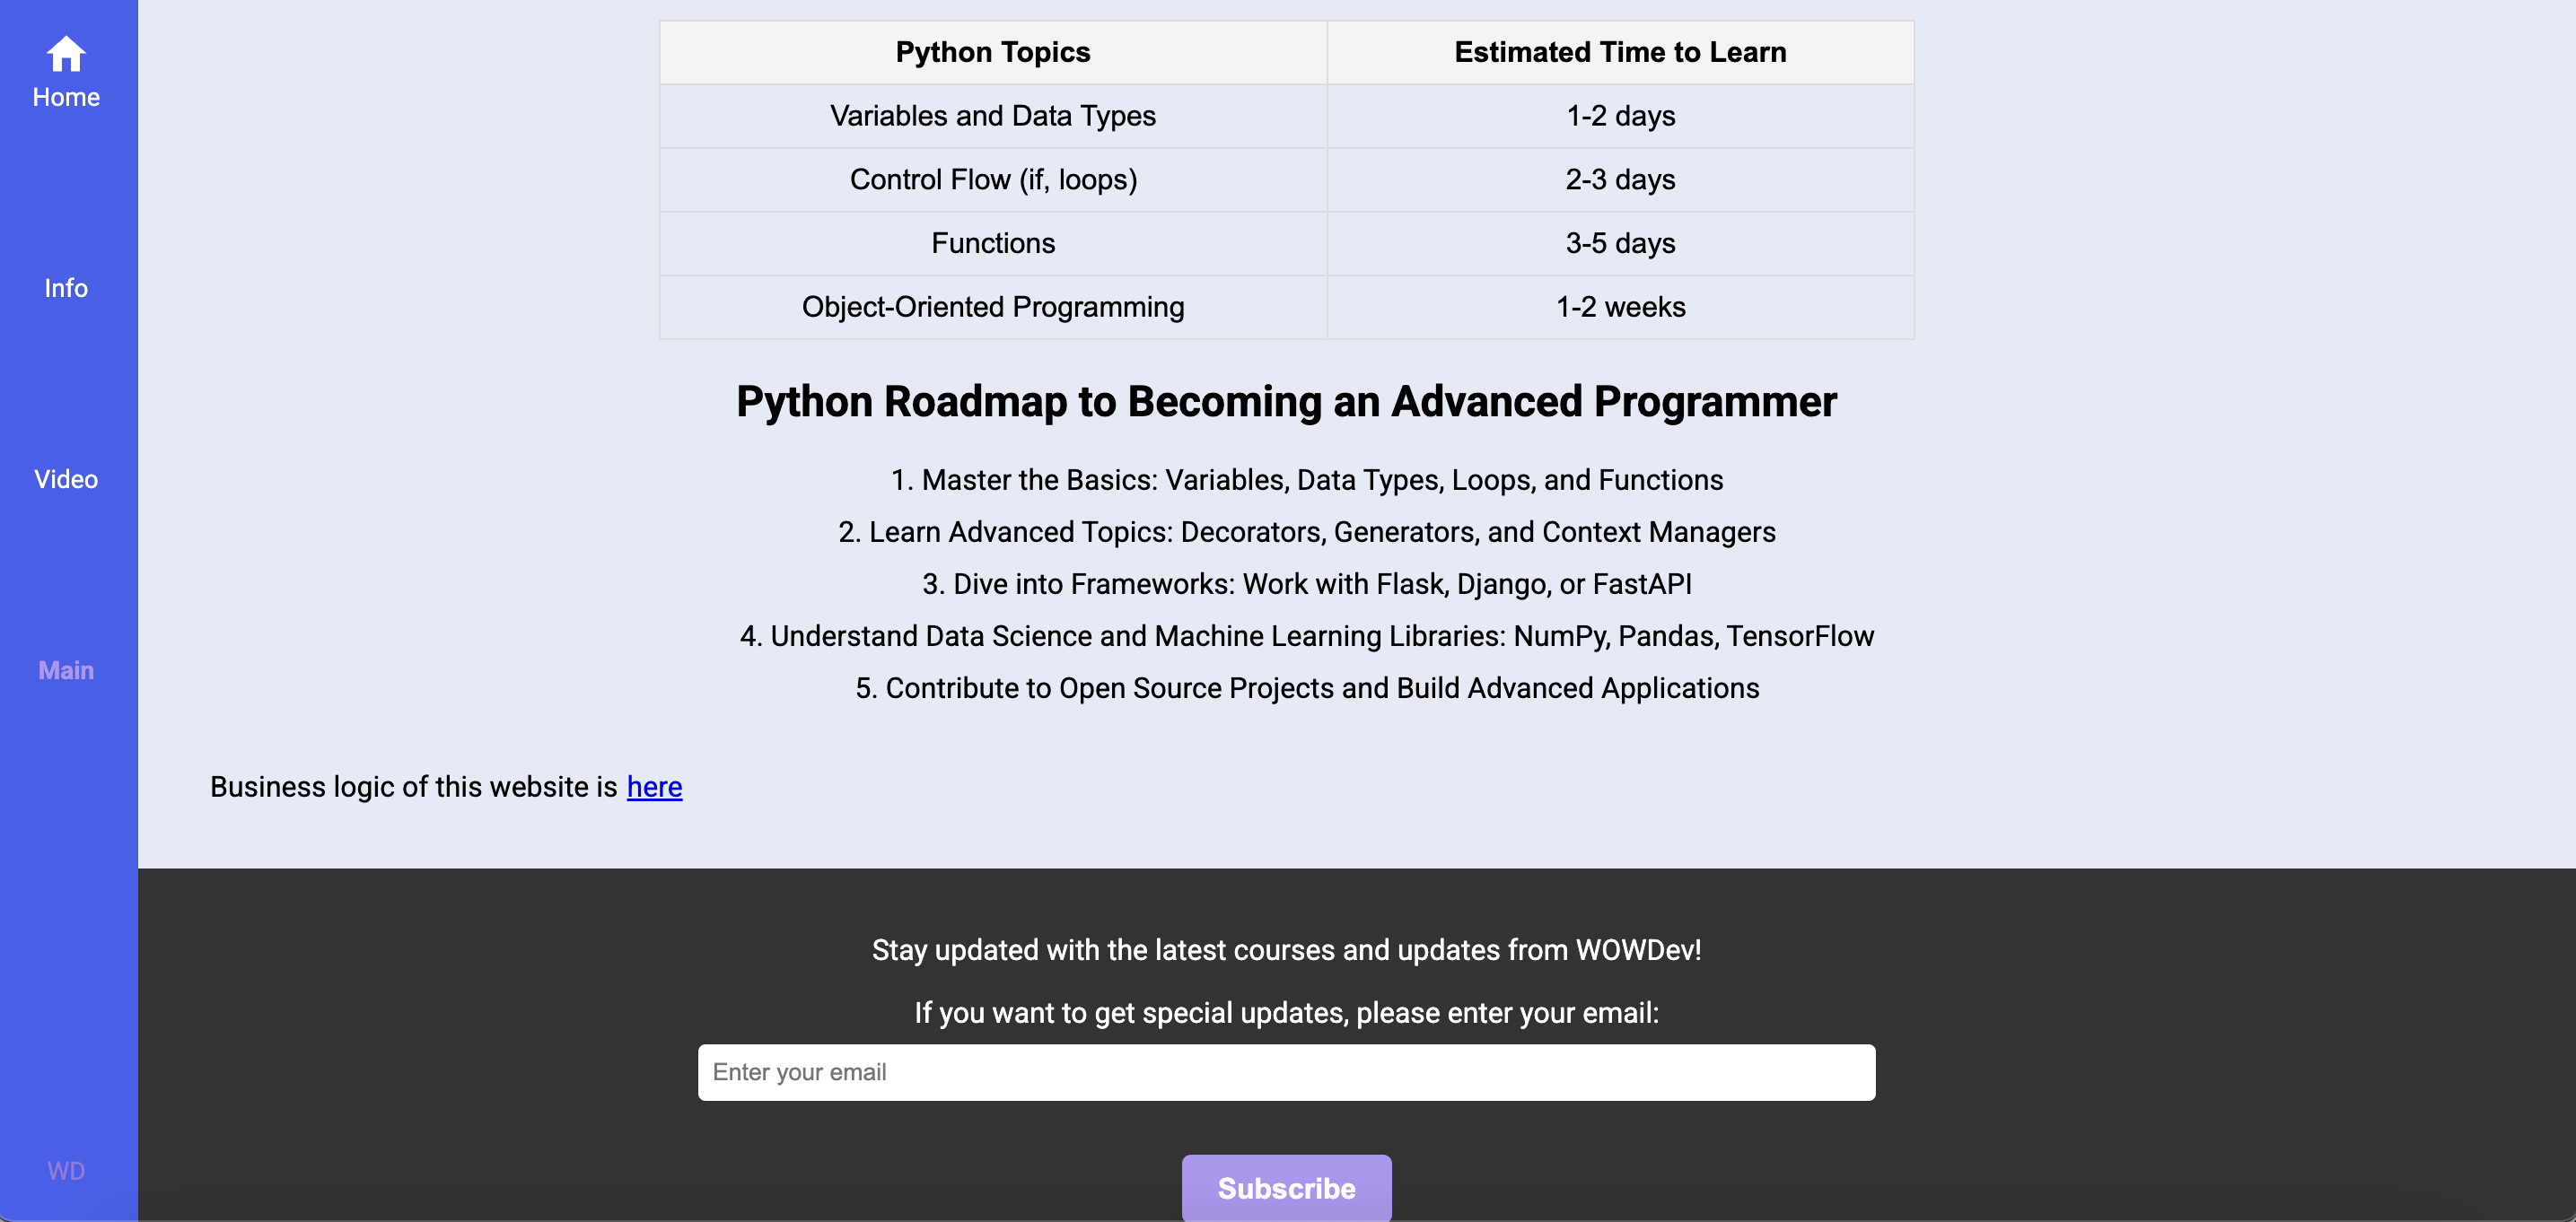 Home
Info
Video
Main
WD
Python Topics Estimated Time to Learn
Variables and Data Types 1-2 days
Control Flow (if, loops) 2-3 days
Functions 3-5 days
Object-Oriented Programming 1-2 weeks
Python Roadmap to Becoming an Advanced Programmer
1. Master the Basics: Variables, Data Types, Loops, and Functions
2. Learn Advanced Topics: Decorators, Generators, and Context Managers
3. Dive into Frameworks: Work with Flask, Django, or FastAPI
4. Understand Data Science and Machine Learning Libraries: NumPy, Pandas, TensorFlow
5. Contribute to Open Source Projects and Build Advanced Applications
Business logic of this website is here
Stay updated with the latest courses and updates from WOWDev!
If you want to get special updates, please enter your email:
Enter your email
Subscribe